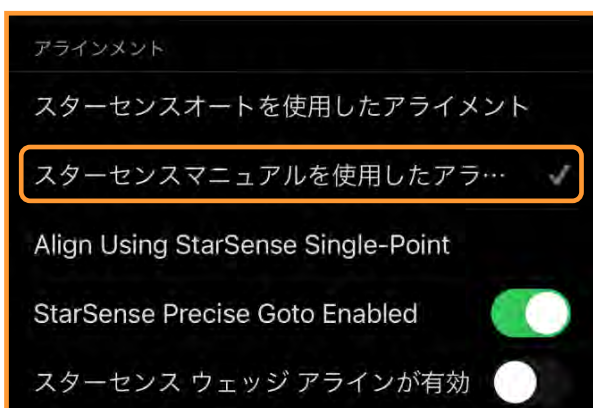 アラインメント
スターセンスオートを使用したアライメント
スターセンスマニュアルを使用したアラ…
Align Using StarSense Single-Point
StarSense Precise Goto Enabled
スターセンス ウェッジ アラインが有効